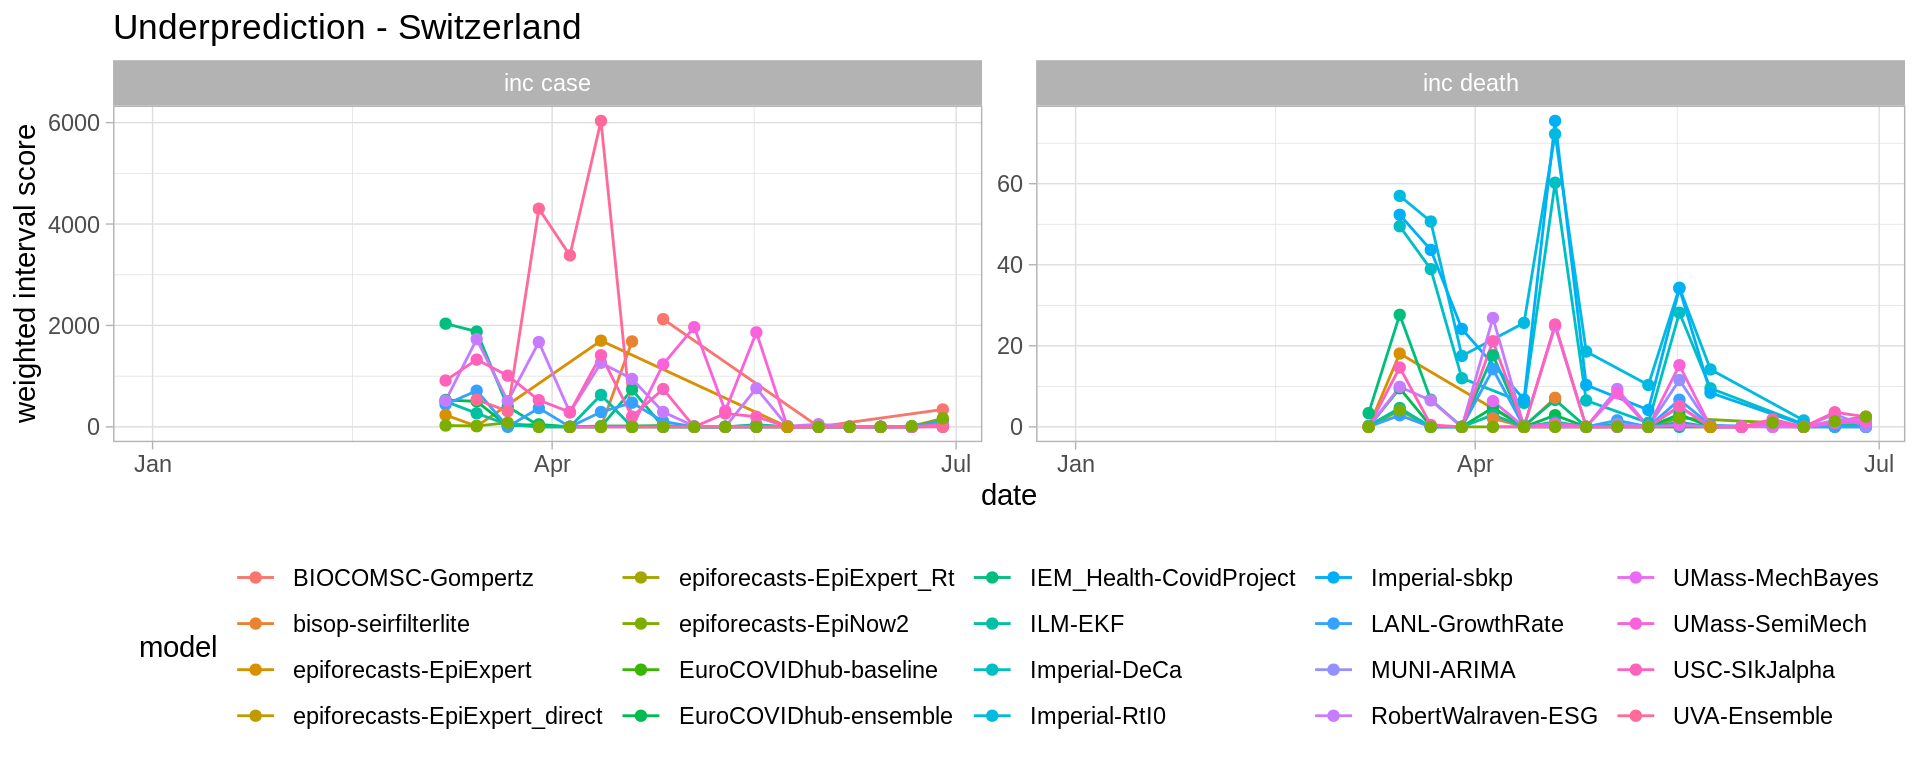 Underprediction - Switzerland
inc case
inc death
weighted interval score
6000
4000
2000
0
60
40
20
0
Jan
Apr
Jul
Jan
Apr
Jul
date
model
BIOCOMSC-Gompertz
bisop-seirfilterlite
epiforecasts-EpiExpert
epiforecasts-EpiExpert_direct
epiforecasts-EpiExpert_Rt
epiforecasts-EpiNow2
EuroCOVIDhub-baseline
EuroCOVIDhub-ensemble
IEM_Health-CovidProject
ILM-EKF
Imperial-DeCa
Imperial-RtI0
Imperial-sbkp
LANL-GrowthRate
MUNI-ARIMA
RobertWalraven-ESG
UMass-MechBayes
UMass-SemiMech
USC-SIkJalpha
UVA-Ensemble